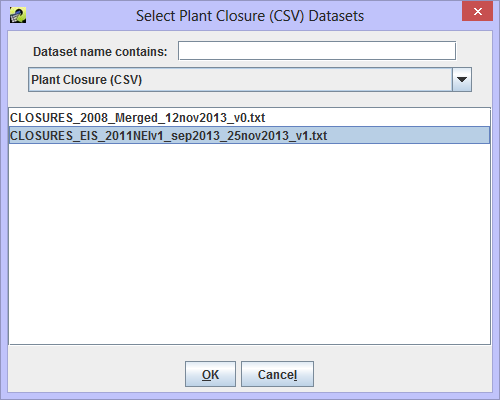 Select Plant Closure (CSV) Datasets
Dataset name contains:
Plant Closure (CSV)
CLOSURES_2008_Merged_12nov2013_v0.txt
CLOSURES_EIS_2011NEIv1_sep2013_25nov2013_v1.txt
OK
Cancel